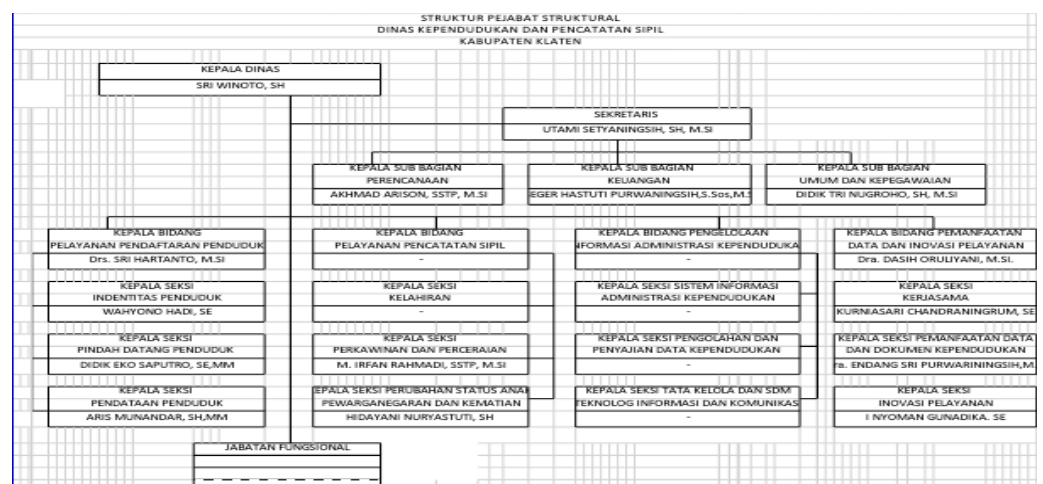 STRUKTUR PEJABAT STRUKTURAL
DINAS KEPENDUDUKAN DAN PENCATATAN SIPIL
KABUPATEN KLATEN
KEPALA DINAS
SRI WINOTO, SH
SEKRETARIS
UTAMI SETYANINGSIH, SH, M.SI
KEPALA SUB BAGIAN
PERENCANAAN
AKHMAD ARISON, SSTP, M.SI
KEPALA SUB BAGIAN
KEUANGAN
EGER HASTUTI PURWANINGSIH,S.Sos,M.S
KEPALA SUB BAGIAN
UMUM DAN KEPEGAWAIAN
DIDIK TRI NUGROHO, SH, M.SI
KEPALA BIDANG
PELAYANAN PENDAFTARAN PENDUDUK
Drs. SRI HARTANTO, M.SI
KEPALA BIDANG
PELAYANAN PENCATATAN SIPIL
-
KEPALA BIDANG PENGELOLAAN
NFORMASI ADMINISTRASI KEPENDUDUKA
-
KEPALA BIDANG PEMANFAATAN
DATA DAN INOVASI PELAYANAN
Dra. DASIH ORULIYANI, M.SI.
KEPALA SEKSI
INDENTITAS PENDUDUK
WAHYONO HADI, SE
KEPALA SEKSI
KELAHIRAN
-
KEPALA SEKSI SISTEM INFORMASI
ADMINISTRASI KEPENDUDUKAN
-
KEPALA SEKSI
KERJASAMA
KURNIASARI CHANDRANINGRUM, SE
KEPALA SEKSI
PINDAH DATANG PENDUDUK
DIDIK EKO SAPUTRO, SE,MM
KEPALA SEKSI
PERKAWINAN DAN PERCERAIAN
M. IRFAN RAHMADI, SSTP, M.SI
KEPALA SEKSI PENGOLAHAN DAN
PENYAJIAN DATA KEPENDUDUKAN
-
KEPALA SEKSI PEMANFAATAN DATA
DAN DOKUMEN KEPENDUDUKAN
ra. ENDANG SRI PURWARININGSIH,M.
KEPALA SEKSI
PENDATAAN PENDUDUK
ARIS MUNANDAR, SH,MM
EPALA SEKSI PERUBAHAN STATUS ANAK
PEWARGANEGARAN DAN KEMATIAN
HIDAYANI NURYASTUTI, SH
KEPALA SEKSI TATA KELOLA DAN SDM
TEKNOLOG INFORMASI DAN KOMUNIKAS
-
KEPALA SEKSI
INOVASI PELAYANAN
I NYOMAN GUNADIKA. SE
JABATAN FUNGSIONAL